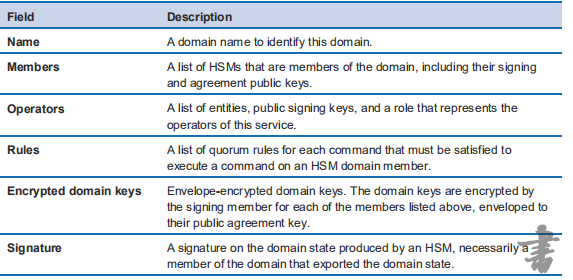 Field Description
Name A domain name to identify this domain.
Members A list of HSMs that are members of the domain, including their signing
and agreement public keys.
Operators A list of entities, public signing keys, and a role that represents the
operators of this service.
Rules A list of quorum rules for each command that must be satisfied to
execute a command on an HSM domain member.
Encrypted domain keys Envelope-encrypted domain keys. The domain keys are encrypted by
the signing member for each of the members listed above, enveloped to
their public agreement key.
Signature A signature on the domain state produced by an HSM, necessarily a
member of the domain that exported the domain state.
書